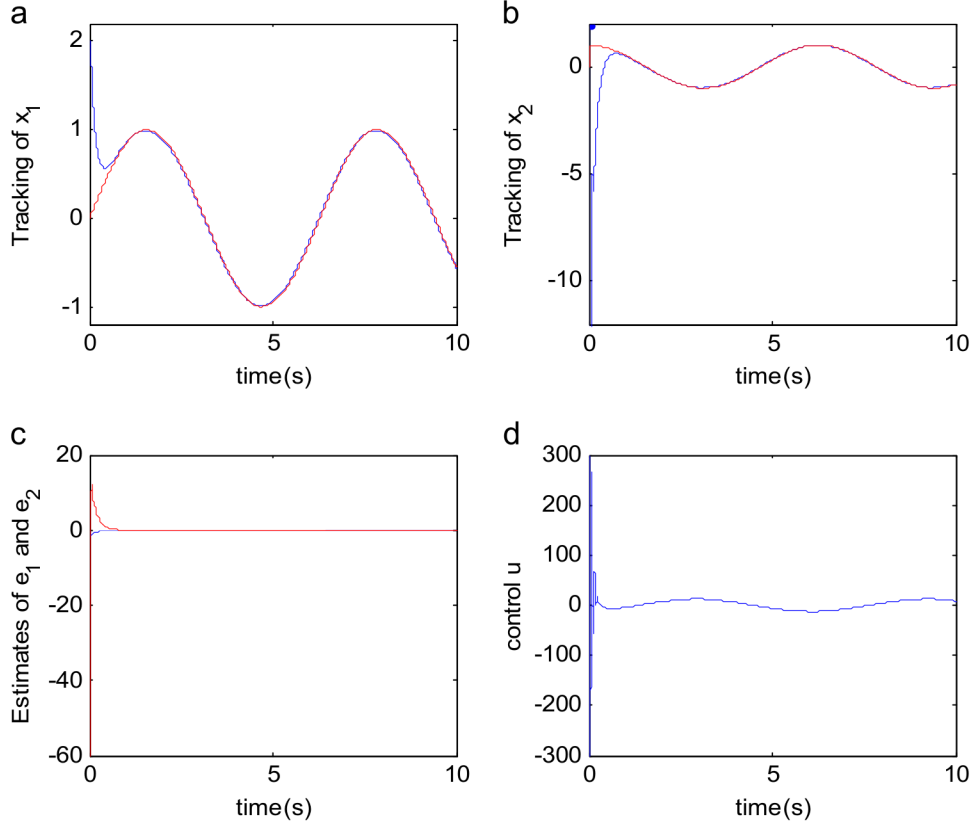 a
Tracking of x1
2
1
0
-1
0
5
10
time(s)
b
Tracking of x2
0
-5
-10
0
5
10
time(s)
c
Estimates of e1 and e2
20
0
-20
-40
-60
0
5
10
time(s)
d
control u
300
200
100
0
-100
-200
-300
0
5
10
time(s)